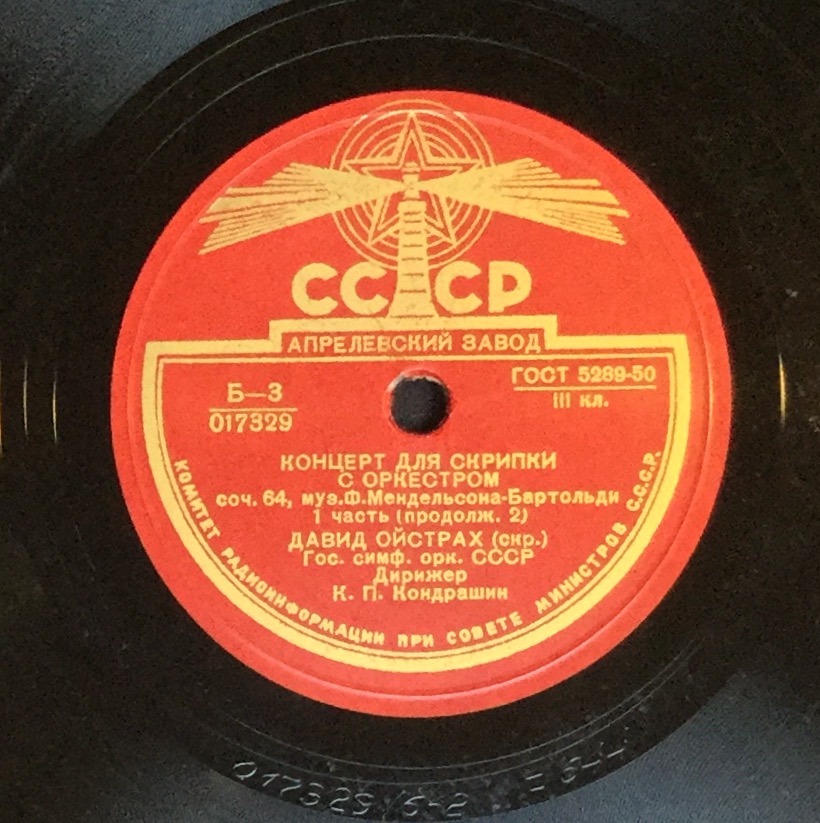 СССР
АПРЕЛЕВСКИЙ ЗАВОД
Б—3
017329
ГОСТ 5289-50
III кл.
КОНЦЕРТ ДЛЯ СКРИПКИ
С ОРКЕСТРОМ
соч. 64, муз.Ф.Мендельсона-Бартольди
1 часть (продолж. 2)
ДАВИД ОЙСТРАХ (скр.)
Гос. симф. орк. СССР
Дирижер
К. П. Кондрашин
КОМИТЕТ РАДИОИНФОРМАЦИИ ПРИ СОВЕТЕ МИНИСТРОВ С.С.С.Р.
017329